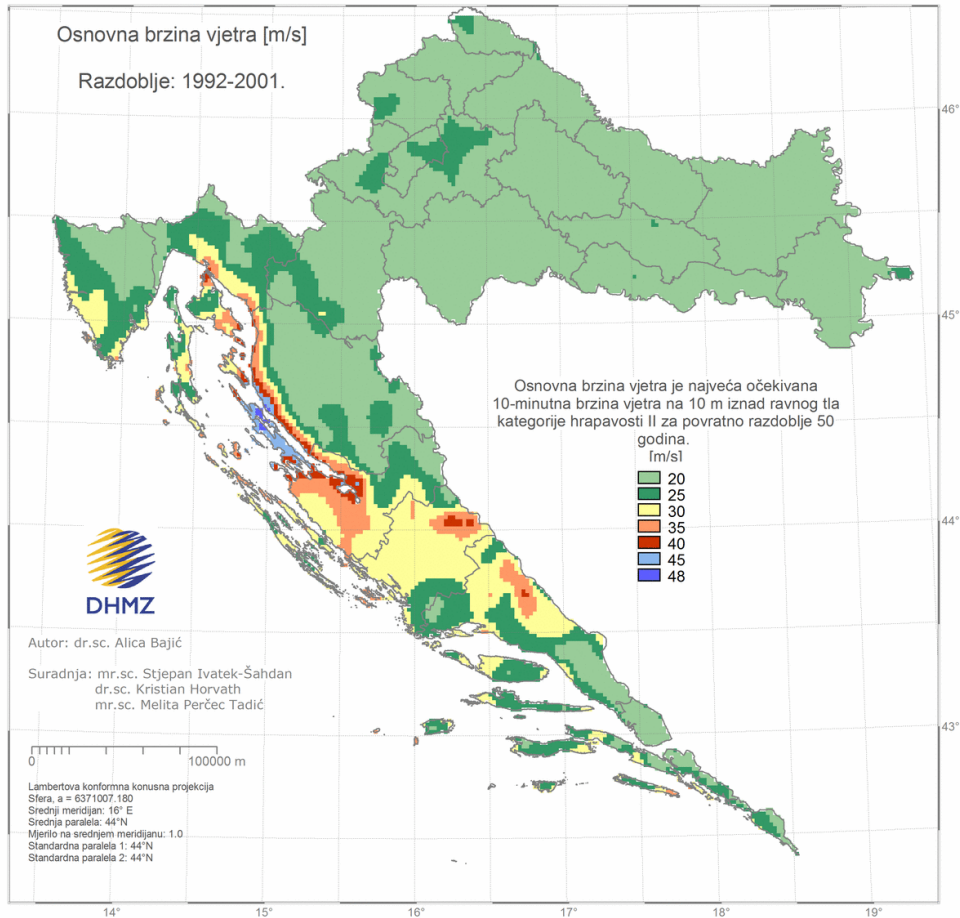 Osnovna brzina vjetra [m/s]
Razdoblje: 1992-2001.
46°
45°
Osnovna brzina vjetra je najveća očekivana
10-minutna brzina vjetra na 10 m iznad ravnog tla
kategorije hrapavosti II za povratno razdoblje 50
godina.
[m/s]
20
25
30
35
40
45
48
44°
DHMZ
Autor: dr.sc. Alica Bajić
Suradnja: mr.sc. Stjepan Ivatek-Šahdan
dr.sc. Kristian Horvath
mr.sc. Melita Perčec Tadić
43°
0 100000 m
Lambertova konformna konusna projekcija
Sfera, a = 6371007.180
Srednji meridijan: 16° E
Srednja paralela: 44°N
Mjerilo na srednjem meridijanu: 1.0
Standardna paralela 1: 44°N
Standardna paralela 2: 44°N
14° 15° 16° 17° 18° 19°